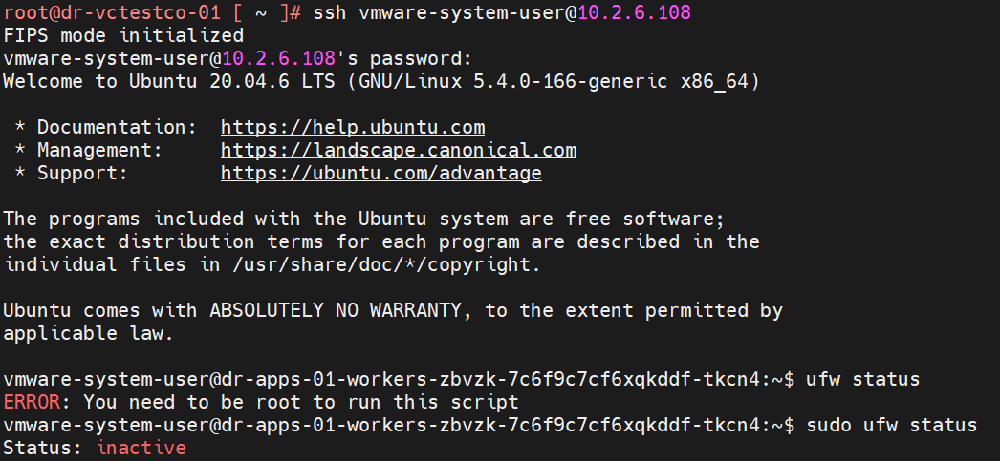 root@dr-vctestco-01 [ ~ ]# ssh vmware-system-user@10.2.6.108
FIPS mode initialized
vmware-system-user@10.2.6.108's password:
Welcome to Ubuntu 20.04.6 LTS (GNU/Linux 5.4.0-166-generic x86_64)

 * Documentation:  https://help.ubuntu.com
 * Management:     https://landscape.canonical.com
 * Support:        https://ubuntu.com/advantage

The programs included with the Ubuntu system are free software;
the exact distribution terms for each program are described in the
individual files in /usr/share/doc/*/copyright.

Ubuntu comes with ABSOLUTELY NO WARRANTY, to the extent permitted by
applicable law.

vmware-system-user@dr-apps-01-workers-zbvzk-7c6f9c7cf6xqkddf-tkcn4:~$ ufw status
ERROR: You need to be root to run this script
vmware-system-user@dr-apps-01-workers-zbvzk-7c6f9c7cf6xqkddf-tkcn4:~$ sudo ufw status
Status: inactive